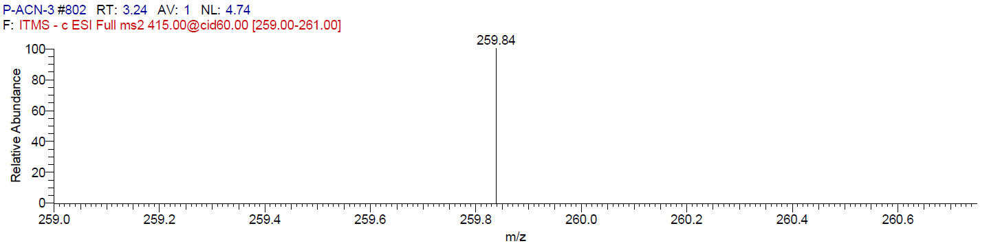 P-ACN-3 #802 RT: 3.24 AV: 1 NL: 4.74
F: ITMS - c ESI Full ms2 415.00@cid60.00 [259.00-261.00]
259.84
100
80
60
40
20
0
Relative Abundance
259.0 259.2 259.4 259.6 259.8 260.0 260.2 260.4 260.6
m/z